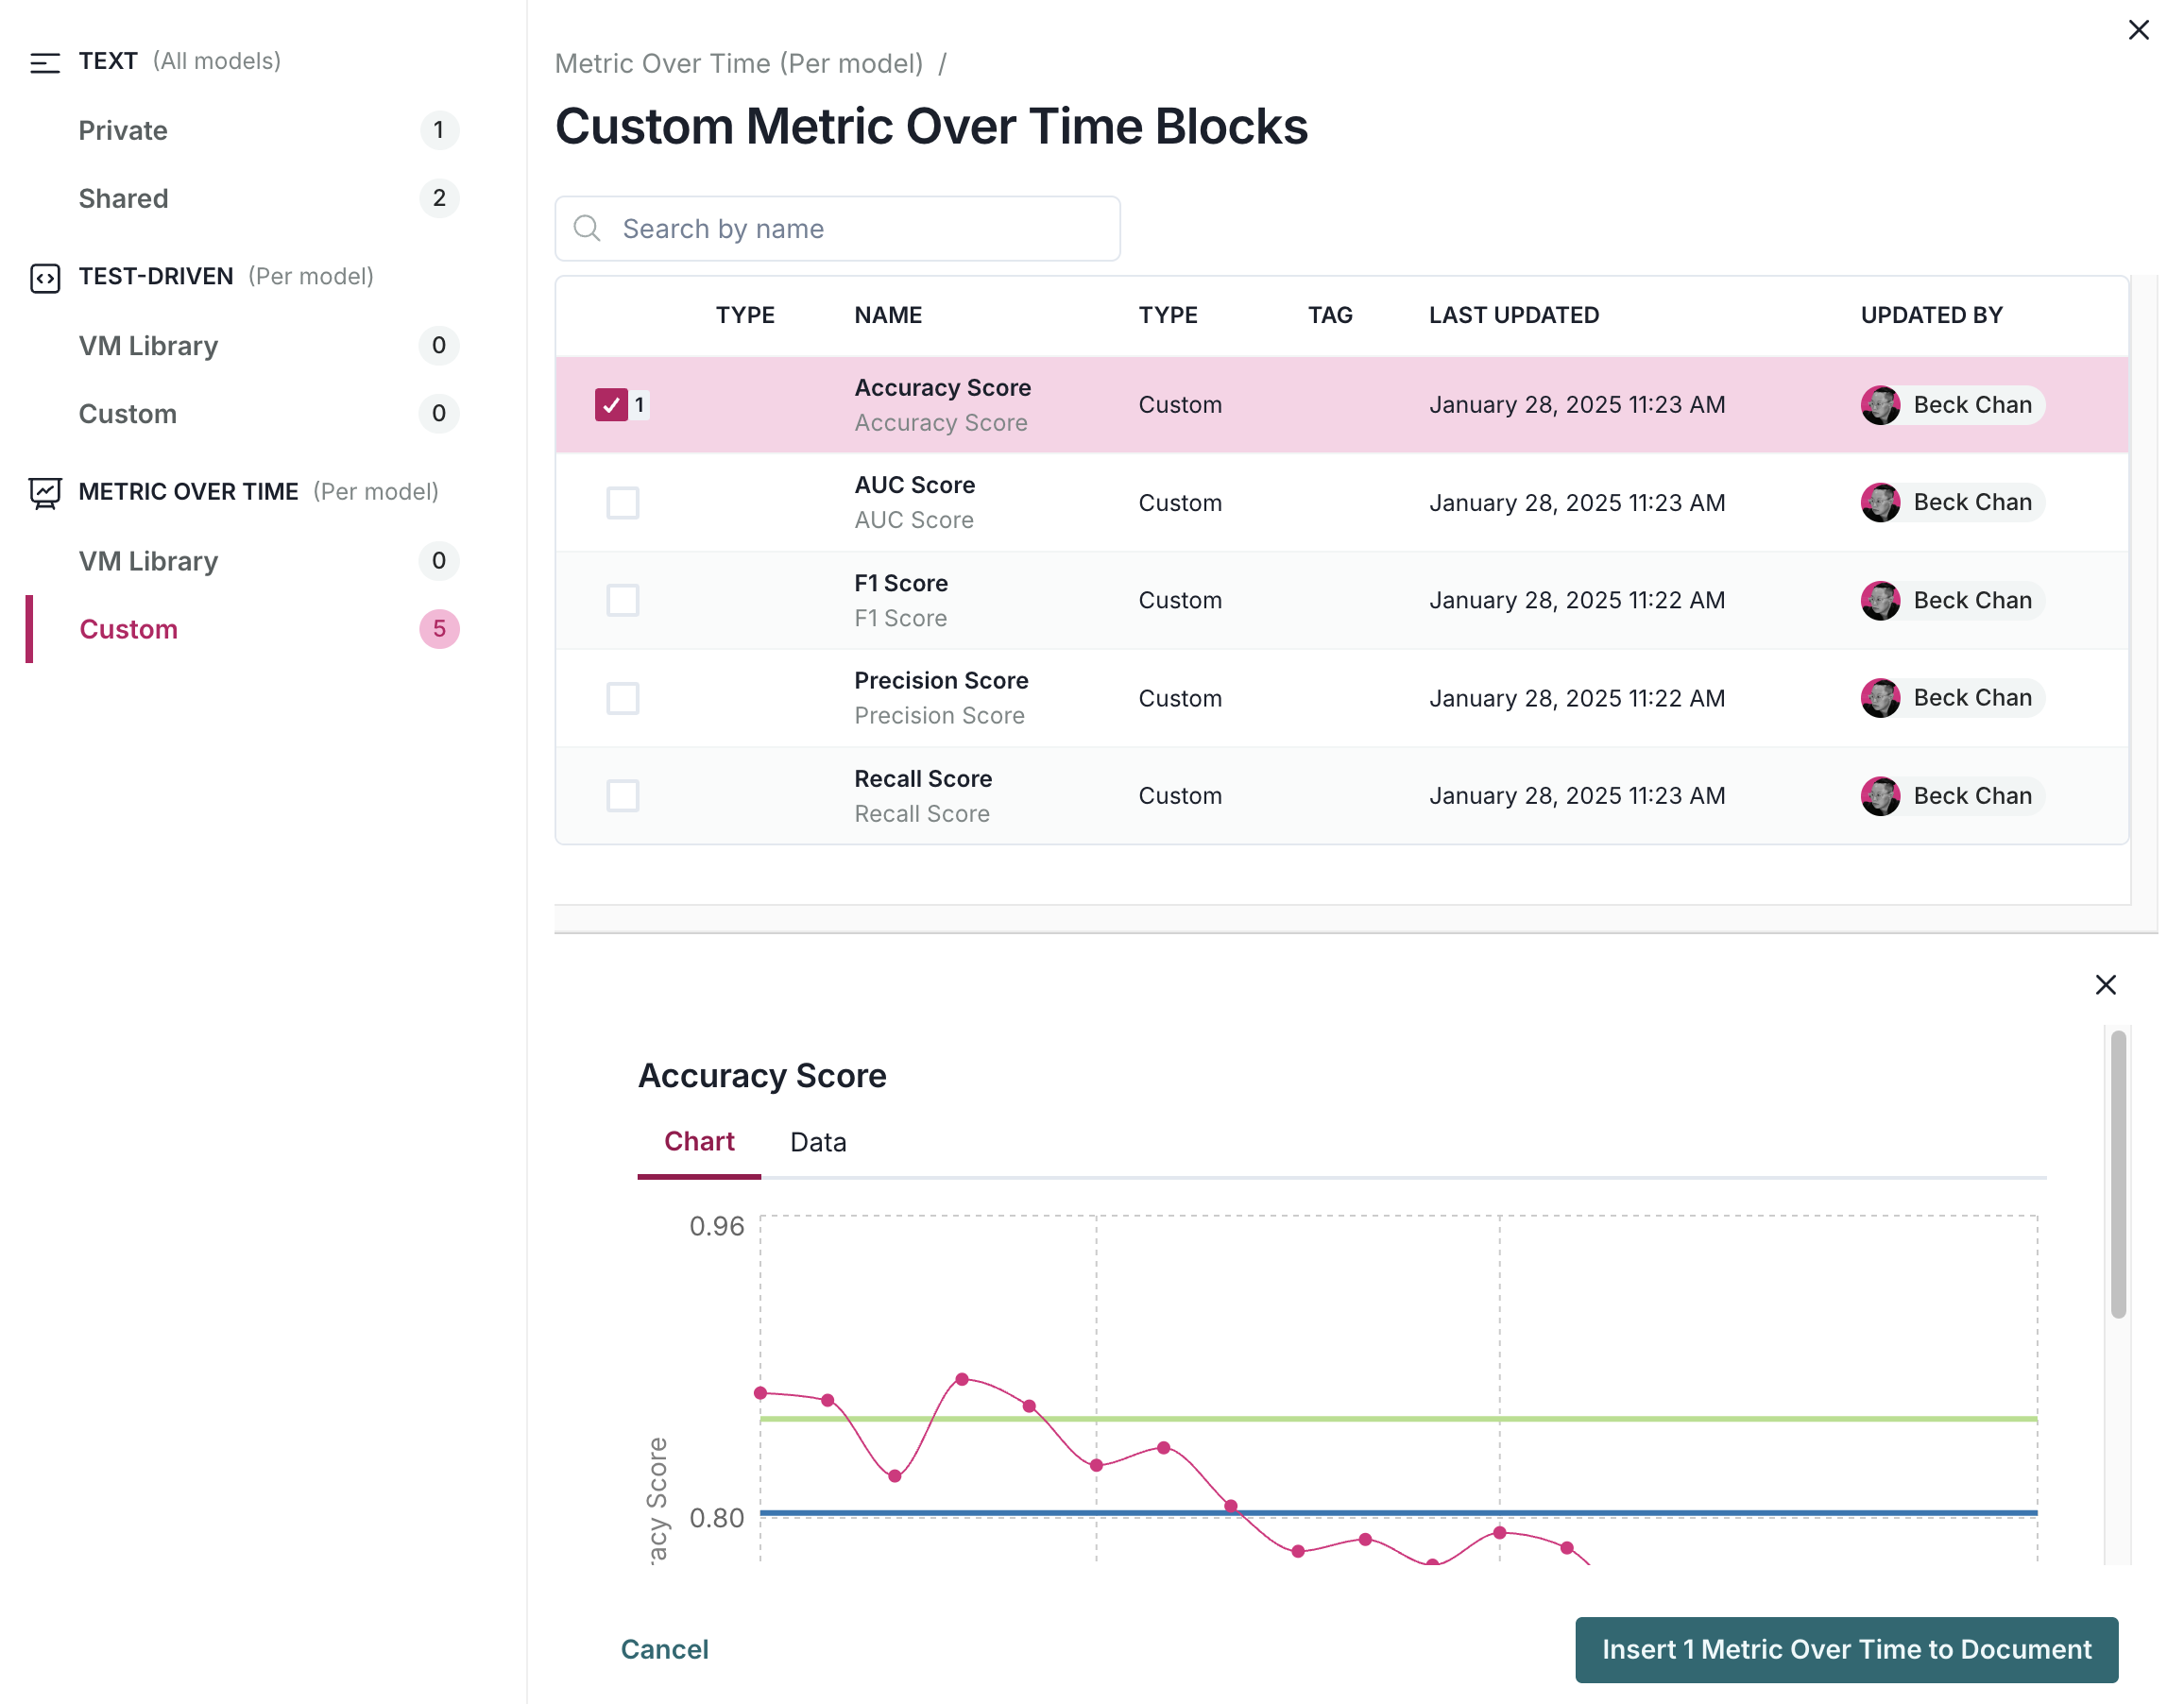 TEXT (All models)
Private 1
Shared 2
TEST-DRIVEN (Per model)
VM Library 0
Custom 0
METRIC OVER TIME (Per model)
VM Library 0
Custom 5
Metric Over Time (Per model) /
Custom Metric Over Time Blocks
Search by name
TYPE NAME TYPE TAG LAST UPDATED UPDATED BY
1 Accuracy Score Custom January 28, 2025 11:23 AM Beck Chan
Accuracy Score
AUC Score Custom January 28, 2025 11:23 AM Beck Chan
AUC Score
F1 Score Custom January 28, 2025 11:22 AM Beck Chan
F1 Score
Precision Score Custom January 28, 2025 11:22 AM Beck Chan
Precision Score
Recall Score Custom January 28, 2025 11:23 AM Beck Chan
Recall Score
Accuracy Score
Chart Data
0.96
0.80
racy Score
Cancel
Insert 1 Metric Over Time to Document